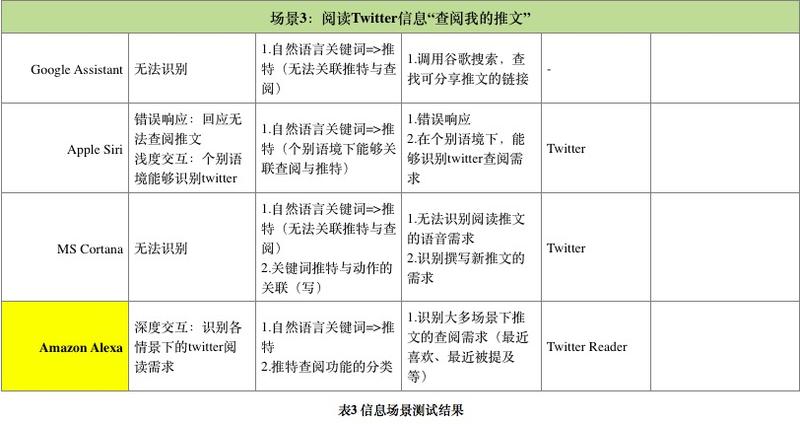 场景3：阅读Twitter信息“查阅我的推文”
Google Assistant
无法识别
1.自然语言关键词=>推
特（无法关联推特与查
阅）
1.调用谷歌搜索，查
找可分享推文的链接
-
Apple Siri
错误响应：回应无
法查阅推文
浅度交互：个别语
境能够识别twitter
1.自然语言关键词=>推
特（个别语境下能够关
联查阅与推特）
1.错误响应
2.在个别语境下，能
够识别twitter查阅需
求
Twitter
MS Cortana
无法识别
1.自然语言关键词=>推
特（无法关联推特与查
阅）
2.关键词推特与动作的
关联（写）
1.无法识别阅读推文
的语音需求
2.识别撰写新推文的
需求
Twitter
Amazon Alexa
深度交互：识别各
情景下的twitter阅
读需求
1.自然语言关键词=>推
特
2.推特查阅功能的分类
1.识别大多场景下推
文的查阅需求（最近
喜欢、最近被提及
等）
Twitter Reader
表3 信息场景测试结果